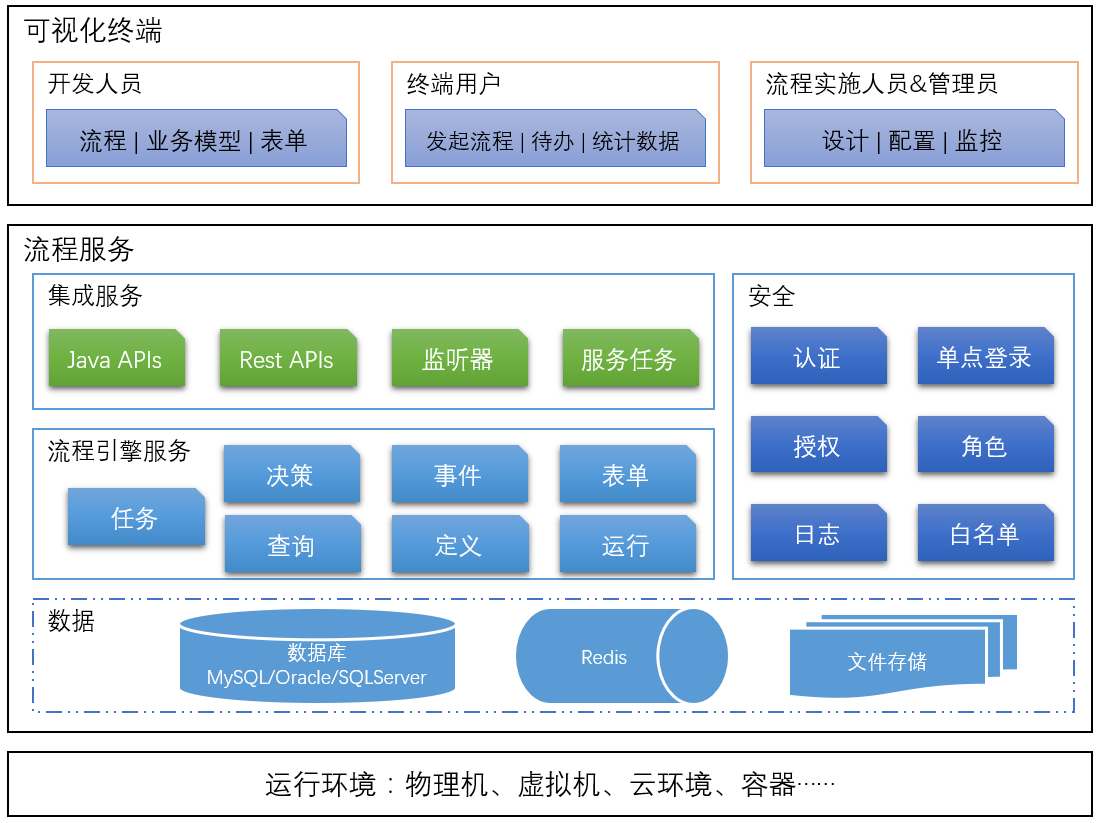 可视化终端
开发人员
流程 | 业务模型 | 表单
终端用户
发起流程 | 待办 | 统计数据
流程实施人员&管理员
设计 | 配置 | 监控
流程服务
集成服务
Java APIs
Rest APIs
监听器
服务任务
流程引擎服务
任务
决策
事件
表单
查询
定义
运行
安全
认证
单点登录
授权
角色
日志
白名单
数据
数据库
MySQL/Oracle/SQLServer
Redis
文件存储
运行环境：物理机、虚拟机、云环境、容器……